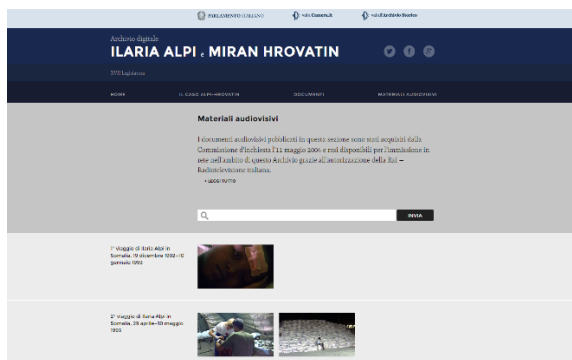 PARLAMENTO ITALIANO
vai a Camera.it
vai all'Archivio Storico
Archivio digitale
ILARIA ALPI e MIRAN HROVATIN
XVII Legislatura
HOME
IL CASO ALPI-HROVATIN
DOCUMENTI
MATERIALI AUDIOVISIVI
Materiali audiovisivi
I documenti audiovisivi pubblicati in questa sezione sono stati acquisiti dalla
Commissione d'inchiesta l'11 maggio 2004 e resi disponibili per l'immissione in
rete nell'ambito di questo Archivio grazie all'autorizzazione della Rai –
Radiotelevisione italiana.
LEGGI TUTTO
INVIA
1° viaggio di Ilaria Alpi in
Somalia, 19 dicembre 1992-10
gennaio 1993
2° viaggio di Ilaria Alpi in
Somalia, 28 aprile-10 maggio
1993